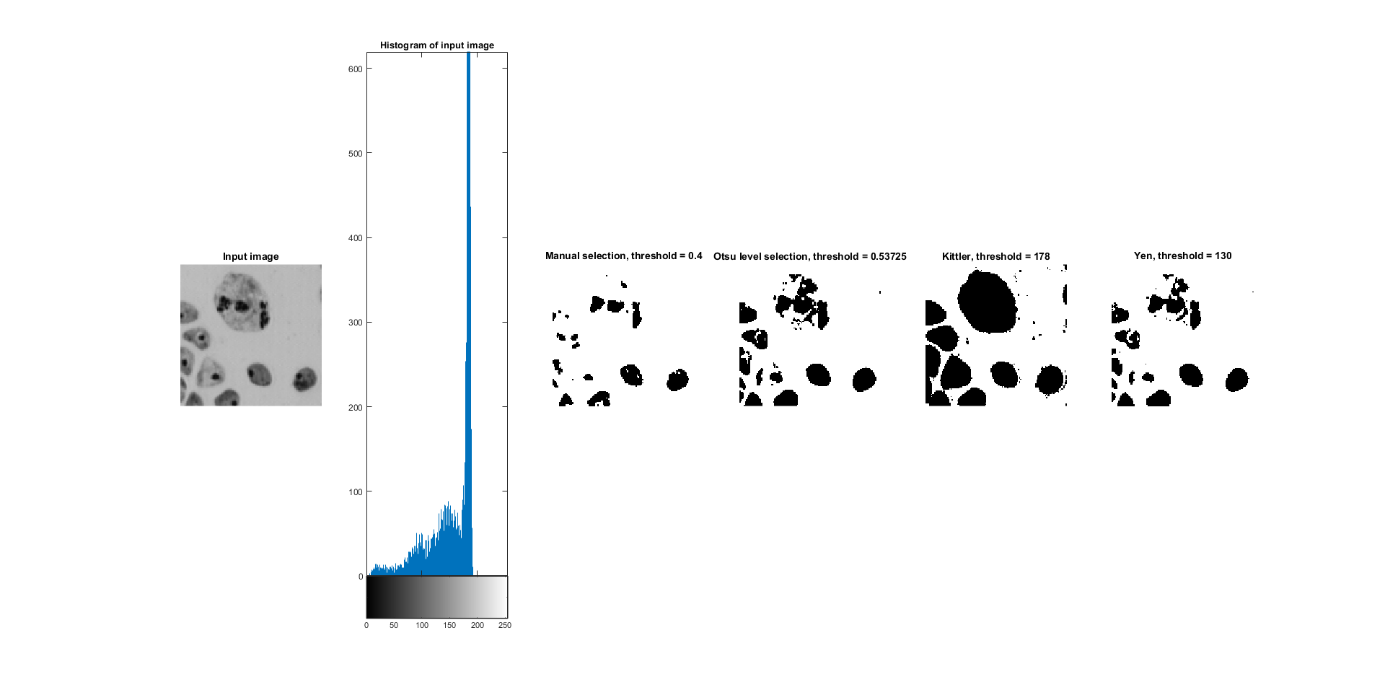 Histogram of input image
600
500
400
300
200
100
0
0 50 100 150 200 250
Input image
Manual selection, threshold = 0.4
Otsu level selection, threshold = 0.53725
Kittler, threshold = 178
Yen, threshold = 130